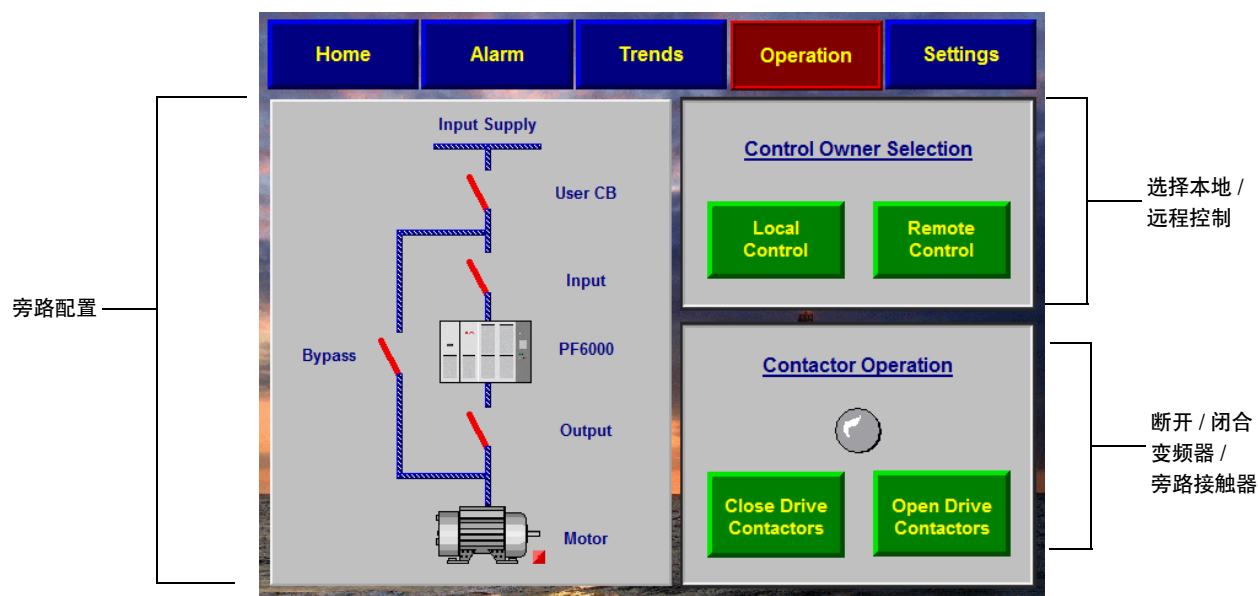 Home
Alarm
Trends
Operation
Settings
旁路配置
Input Supply
User CB
Input
PF6000
Bypass
Output
Motor
Control Owner Selection
Local
Control
Remote
Control
选择本地 /
远程控制
Contactor Operation
Close Drive
Contactors
Open Drive
Contactors
断开 / 闭合
变频器 /
旁路接触器